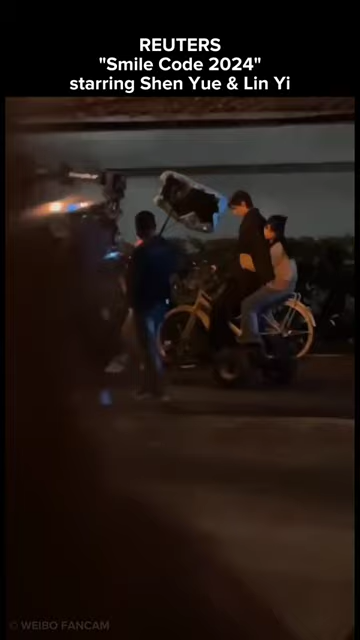 REUTERS
"Smile Code 2024"
starring Shen Yue & Lin Yi
© WEIBO FANCAM